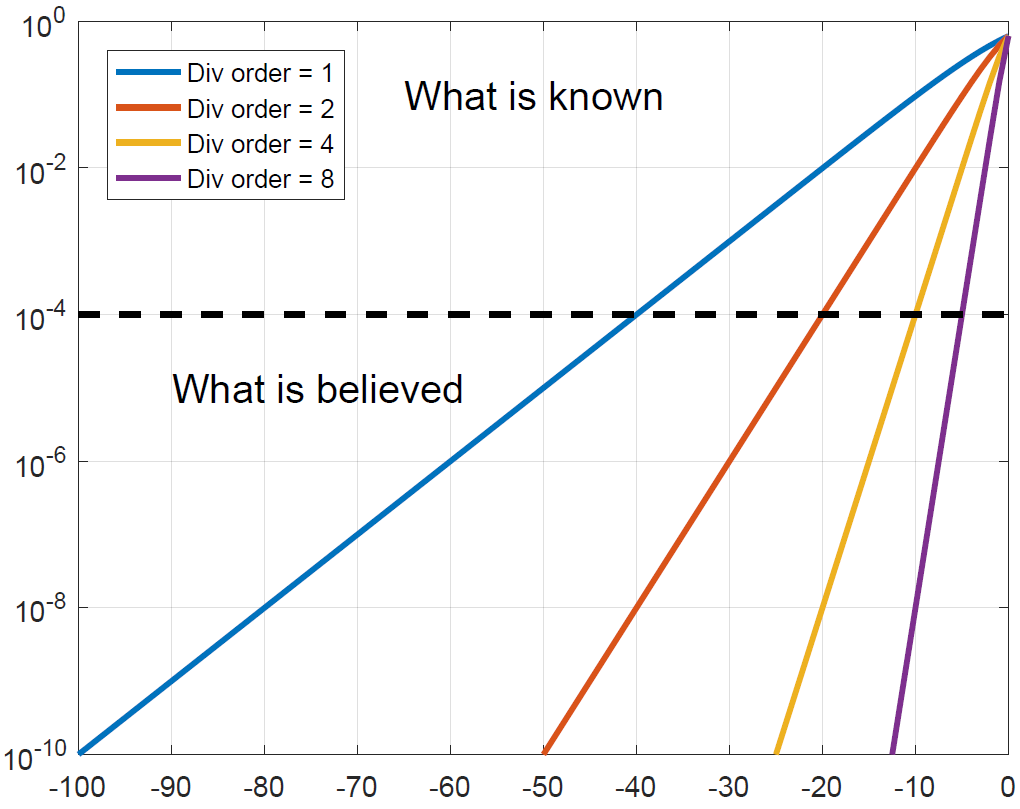 10^0
Div order = 1
Div order = 2
Div order = 4
Div order = 8
What is known
10^-2
10^-4
What is believed
10^-6
10^-8
10^-10
-100 -90 -80 -70 -60 -50 -40 -30 -20 -10 0